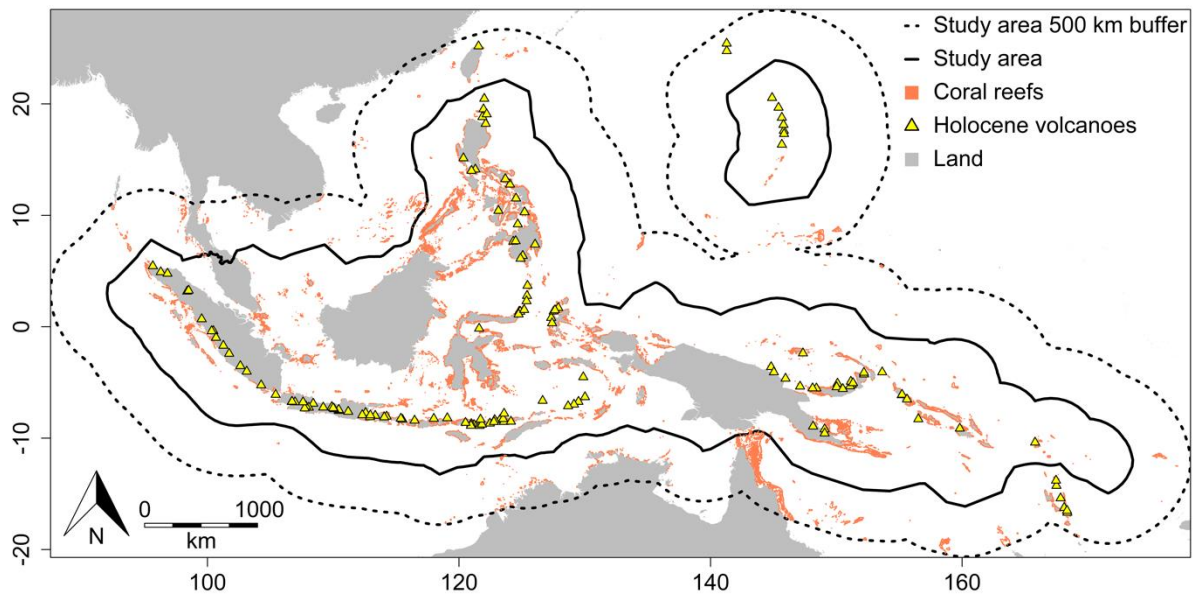 Study area 500 km buffer
Study area
Coral reefs
Holocene volcanoes
Land
20
10
0
-10
-20
N
0 1000
km
100 120 140 160